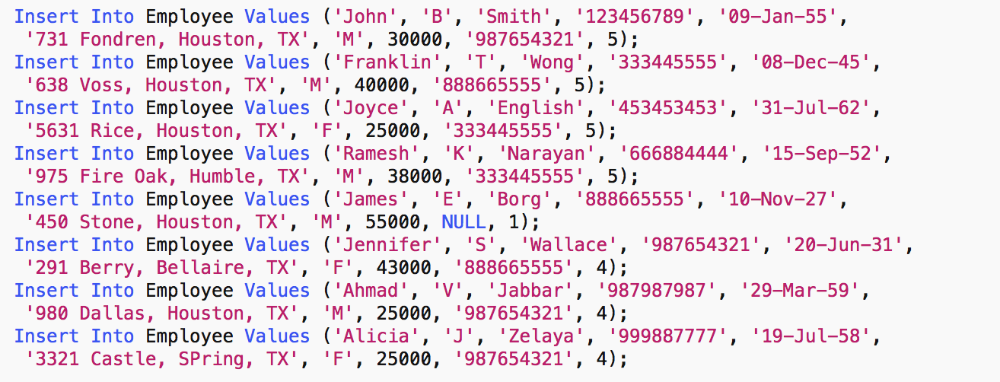 Insert Into Employee Values ('John', 'B', 'Smith', '123456789', '09-Jan-55',
'731 Fondren, Houston, TX', 'M', 30000, '987654321', 5);
Insert Into Employee Values ('Franklin', 'T', 'Wong', '333445555', '08-Dec-45',
'638 Voss, Houston, TX', 'M', 40000, '888665555', 5);
Insert Into Employee Values ('Joyce', 'A', 'English', '453453453', '31-Jul-62',
'5631 Rice, Houston, TX', 'F', 25000, '333445555', 5);
Insert Into Employee Values ('Ramesh', 'K', 'Narayan', '666884444', '15-Sep-52',
'975 Fire Oak, Humble, TX', 'M', 38000, '333445555', 5);
Insert Into Employee Values ('James', 'E', 'Borg', '888665555', '10-Nov-27',
'450 Stone, Houston, TX', 'M', 55000, NULL, 1);
Insert Into Employee Values ('Jennifer', 'S', 'Wallace', '987654321', '20-Jun-31',
'291 Berry, Bellaire, TX', 'F', 43000, '888665555', 4);
Insert Into Employee Values ('Ahmad', 'V', 'Jabbar', '987987987', '29-Mar-59',
'980 Dallas, Houston, TX', 'M', 25000, '987654321', 4);
Insert Into Employee Values ('Alicia', 'J', 'Zelaya', '999887777', '19-Jul-58',
'3321 Castle, SPring, TX', 'F', 25000, '987654321', 4);